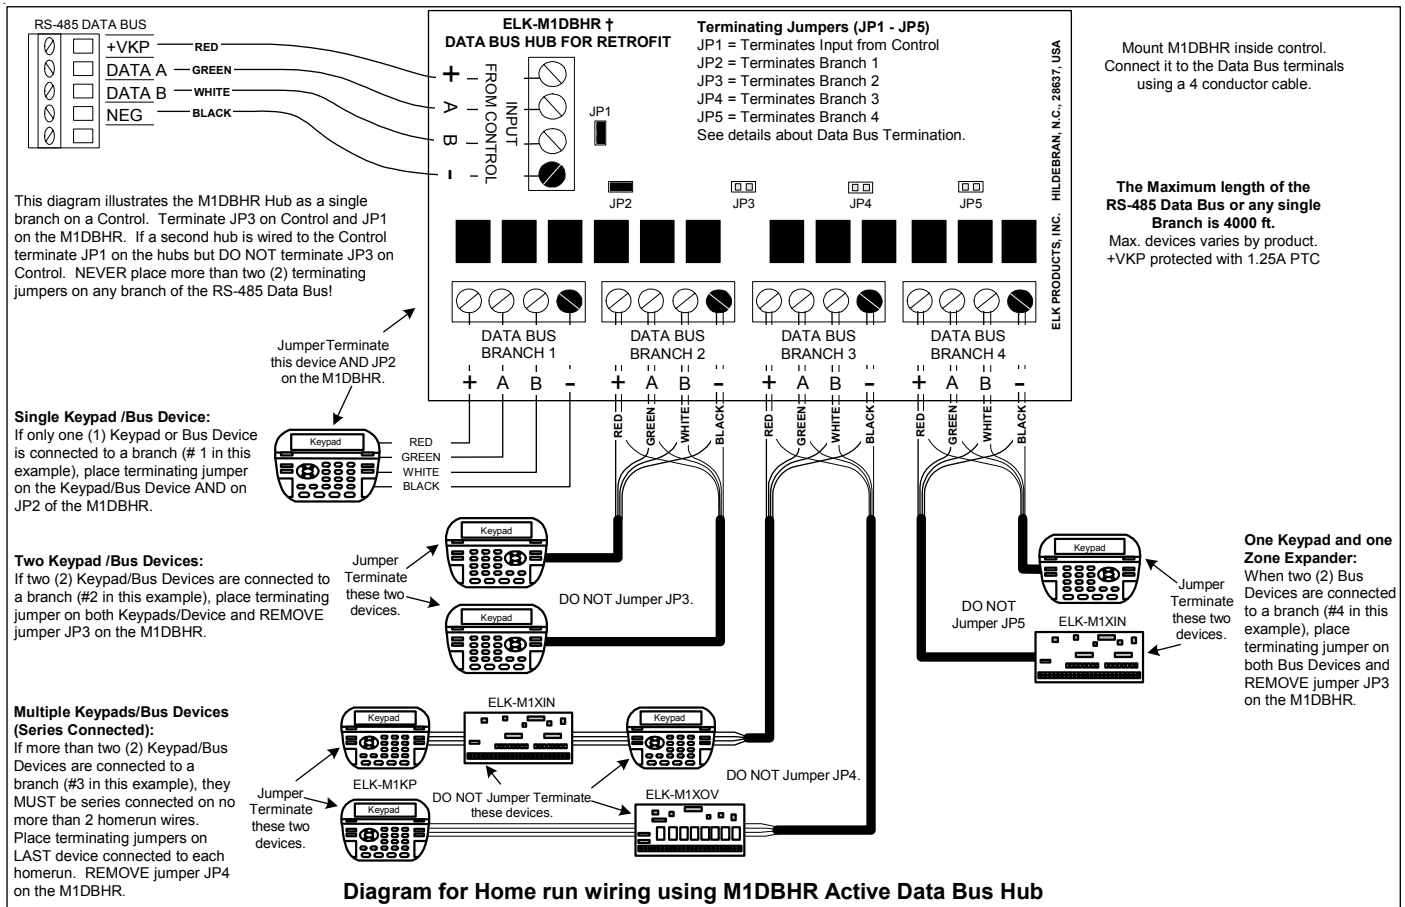 RS-485 DATA BUS
+VKP
DATA A
DATA B
NEG
RED
GREEN
WHITE
BLACK
ELK-M1DBHR †
DATA BUS HUB FOR RETROFIT
+
A
B
-
FROM CONTROL
INPUT
JP1
Terminating Jumpers (JP1 - JP5)
JP1 = Terminates Input from Control
JP2 = Terminates Branch 1
JP3 = Terminates Branch 2
JP4 = Terminates Branch 3
JP5 = Terminates Branch 4
See details about Data Bus Termination.
ELK PRODUCTS, INC. HILDEBRAN, N.C., 28637, USA
Mount M1DBHR inside control.
Connect it to the Data Bus terminals
using a 4 conductor cable.
The Maximum length of the
RS-485 Data Bus or any single
Branch is 4000 ft.
Max. devices varies by product.
+VKP protected with 1.25A PTC
This diagram illustrates the M1DBHR Hub as a single
branch on a Control. Terminate JP3 on Control and JP1
on the M1DBHR. If a second hub is wired to the Control
terminate JP1 on the hubs but DO NOT terminate JP3 on
Control. NEVER place more than two (2) terminating
jumpers on any branch of the RS-485 Data Bus!
JP2
JP3
JP4
JP5
DATA BUS
BRANCH 1
DATA BUS
BRANCH 2
DATA BUS
BRANCH 3
DATA BUS
BRANCH 4
+ A B -
+ A B -
+ A B -
+ A B -
RED
GREEN
WHITE
BLACK
RED
GREEN
WHITE
BLACK
RED
GREEN
WHITE
BLACK
Jumper Terminate
this device AND JP2
on the M1DBHR.
Single Keypad /Bus Device:
If only one (1) Keypad or Bus Device
is connected to a branch (# 1 in this
example), place terminating jumper
on the Keypad/Bus Device AND on
JP2 of the M1DBHR.
Keypad
RED
GREEN
WHITE
BLACK
Two Keypad /Bus Devices:
If two (2) Keypad/Bus Devices are connected to
a branch (#2 in this example), place terminating
jumper on both Keypads/Device and REMOVE
jumper JP3 on the M1DBHR.
Jumper
Terminate
these two
devices.
Keypad
Keypad
DO NOT Jumper JP3.
DO NOT
Jumper JP5
Keypad
ELK-M1XIN
Jumper
Terminate
these two
devices.
One Keypad and one
Zone Expander:
When two (2) Bus
Devices are connected
to a branch (#4 in this
example), place
terminating jumper on
both Bus Devices and
REMOVE jumper JP3
on the M1DBHR.
Multiple Keypads/Bus Devices
(Series Connected):
If more than two (2) Keypad/Bus
Devices are connected to a
branch (#3 in this example), they
MUST be series connected on no
more than 2 homerun wires.
Place terminating jumpers on
LAST device connected to each
homerun. REMOVE jumper JP4
on the M1DBHR.
Jumper
Terminate
these two
devices.
Keypad
ELK-M1XIN
Keypad
ELK-M1KP
Keypad
DO NOT Jumper Terminate
these devices.
ELK-M1XOV
DO NOT Jumper JP4.
Diagram for Home run wiring using M1DBHR Active Data Bus Hub